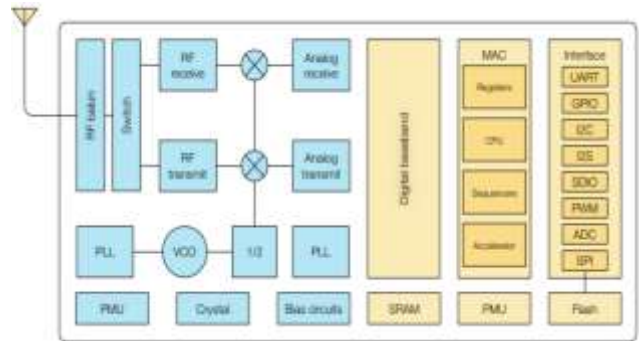 RF balun
Switch
RF
receive
Analog
receive
RF
transmit
Analog
transmit
PLL
VCO
1/2
PLL
PMU
Crystal
Bias circuits
Digital baseband
SRAM
MAC
Registers
CPU
Sequencers
Accelerator
PMU
Interface
UART
GPIO
I2C
I2S
SDIO
PWM
ADC
SPI
Flash